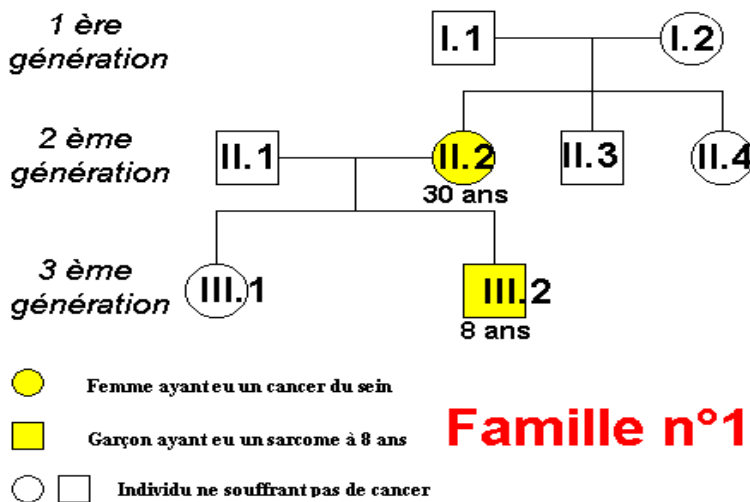 1 ère
génération
I.1
I.2
2 ème
génération
II.1
II.2
II.3
II.4
30 ans
3 ème
génération
III.1
III.2
8 ans
Femme ayant eu un cancer du sein
Garçon ayant eu un sarcome à 8 ans
Famille n°1
Individu ne souffrant pas de cancer